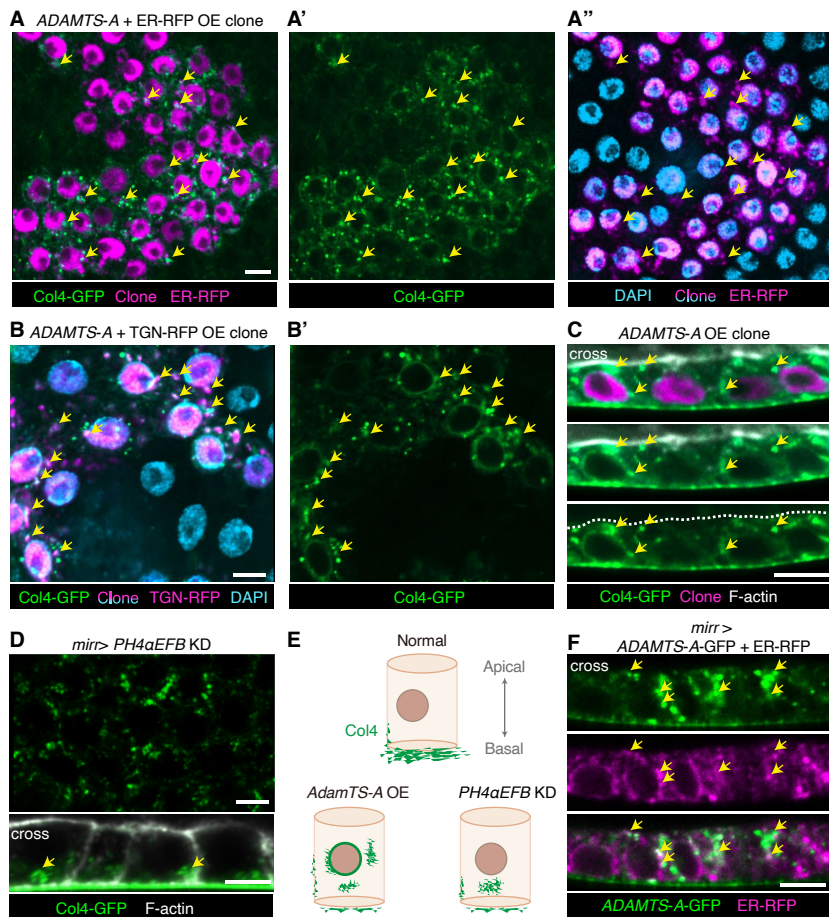 A
ADAMTS-A + ER-RFP OE clone
A'
A"
Col4-GFP Clone ER-RFP
Col4-GFP
DAPI Clone ER-RFP
B
ADAMTS-A + TGN-RFP OE clone
B'
C
ADAMTS-A OE clone
cross
Col4-GFP Clone TGN-RFP DAPI
Col4-GFP
Col4-GFP Clone F-actin
D
mirr> PH4αEFB KD
cross
Col4-GFP F-actin
E
Normal
Apical
Col4
Basal
AdamTS-A OE
PH4αEFB KD
F
mirr >
ADAMTS-A-GFP + ER-RFP
cross
ADAMTS-A-GFP ER-RFP